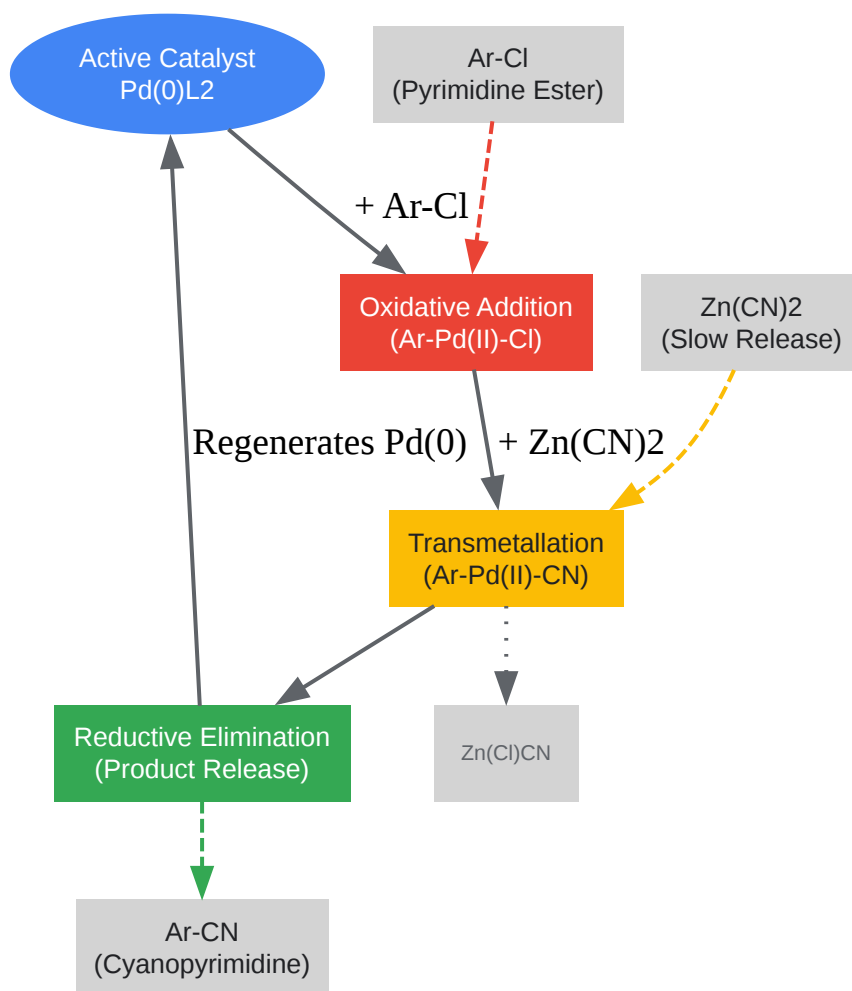 Active Catalyst
Pd(0)L2
Ar-Cl
(Pyrimidine Ester)
+ Ar-Cl
Oxidative Addition
(Ar-Pd(II)-Cl)
Zn(CN)2
(Slow Release)
Regenerates Pd(0)
+ Zn(CN)2
Transmetallation
(Ar-Pd(II)-CN)
Reductive Elimination
(Product Release)
Zn(Cl)CN
Ar-CN
(Cyanopyrimidine)